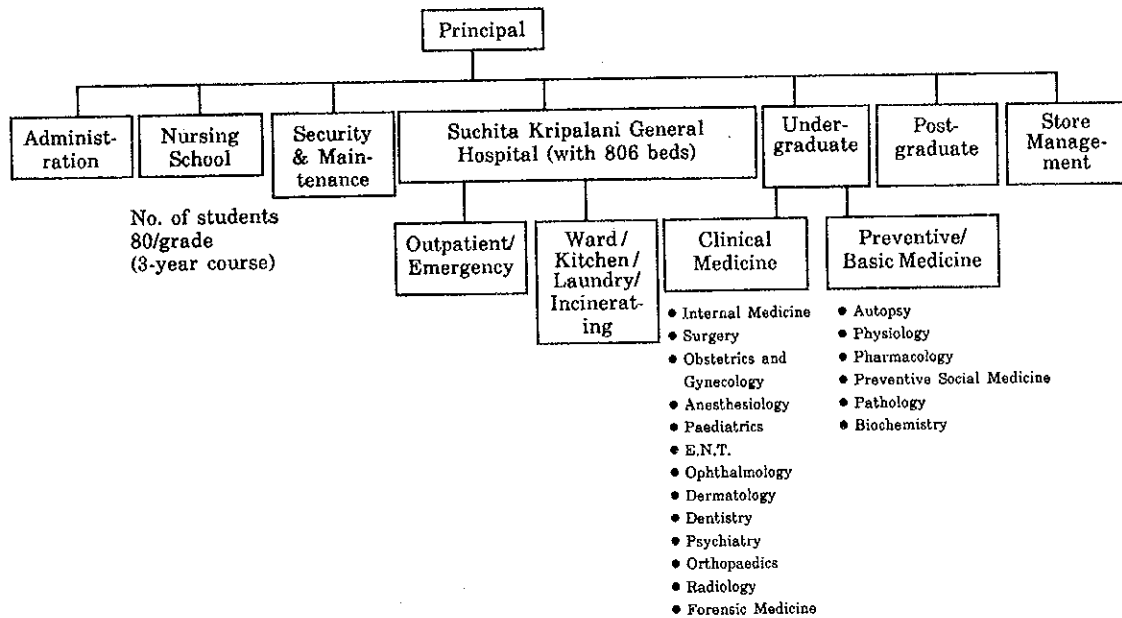 Principal
Administ-
ration
Nursing
School
Security
& Main-
tenance
Suchita Kripalani General
Hospital (with 806 beds)
Under-
graduate
Post-
graduate
Store
Manage-
ment
No. of students
80/grade
(3-year course)
Outpatient/
Emergency
Ward/
Kitchen/
Laundry/
Incinerat-
ing
Clinical
Medicine
Preventive/
Basic Medicine
● Internal Medicine
● Surgery
● Obstetrics and
Gynecology
● Anesthesiology
● Paediatrics
● E.N.T.
● Ophthalmology
● Dermatology
● Dentistry
● Psychiatry
● Orthopaedics
● Radiology
● Forensic Medicine
● Autopsy
● Physiology
● Pharmacology
● Preventive Social Medicine
● Pathology
● Biochemistry